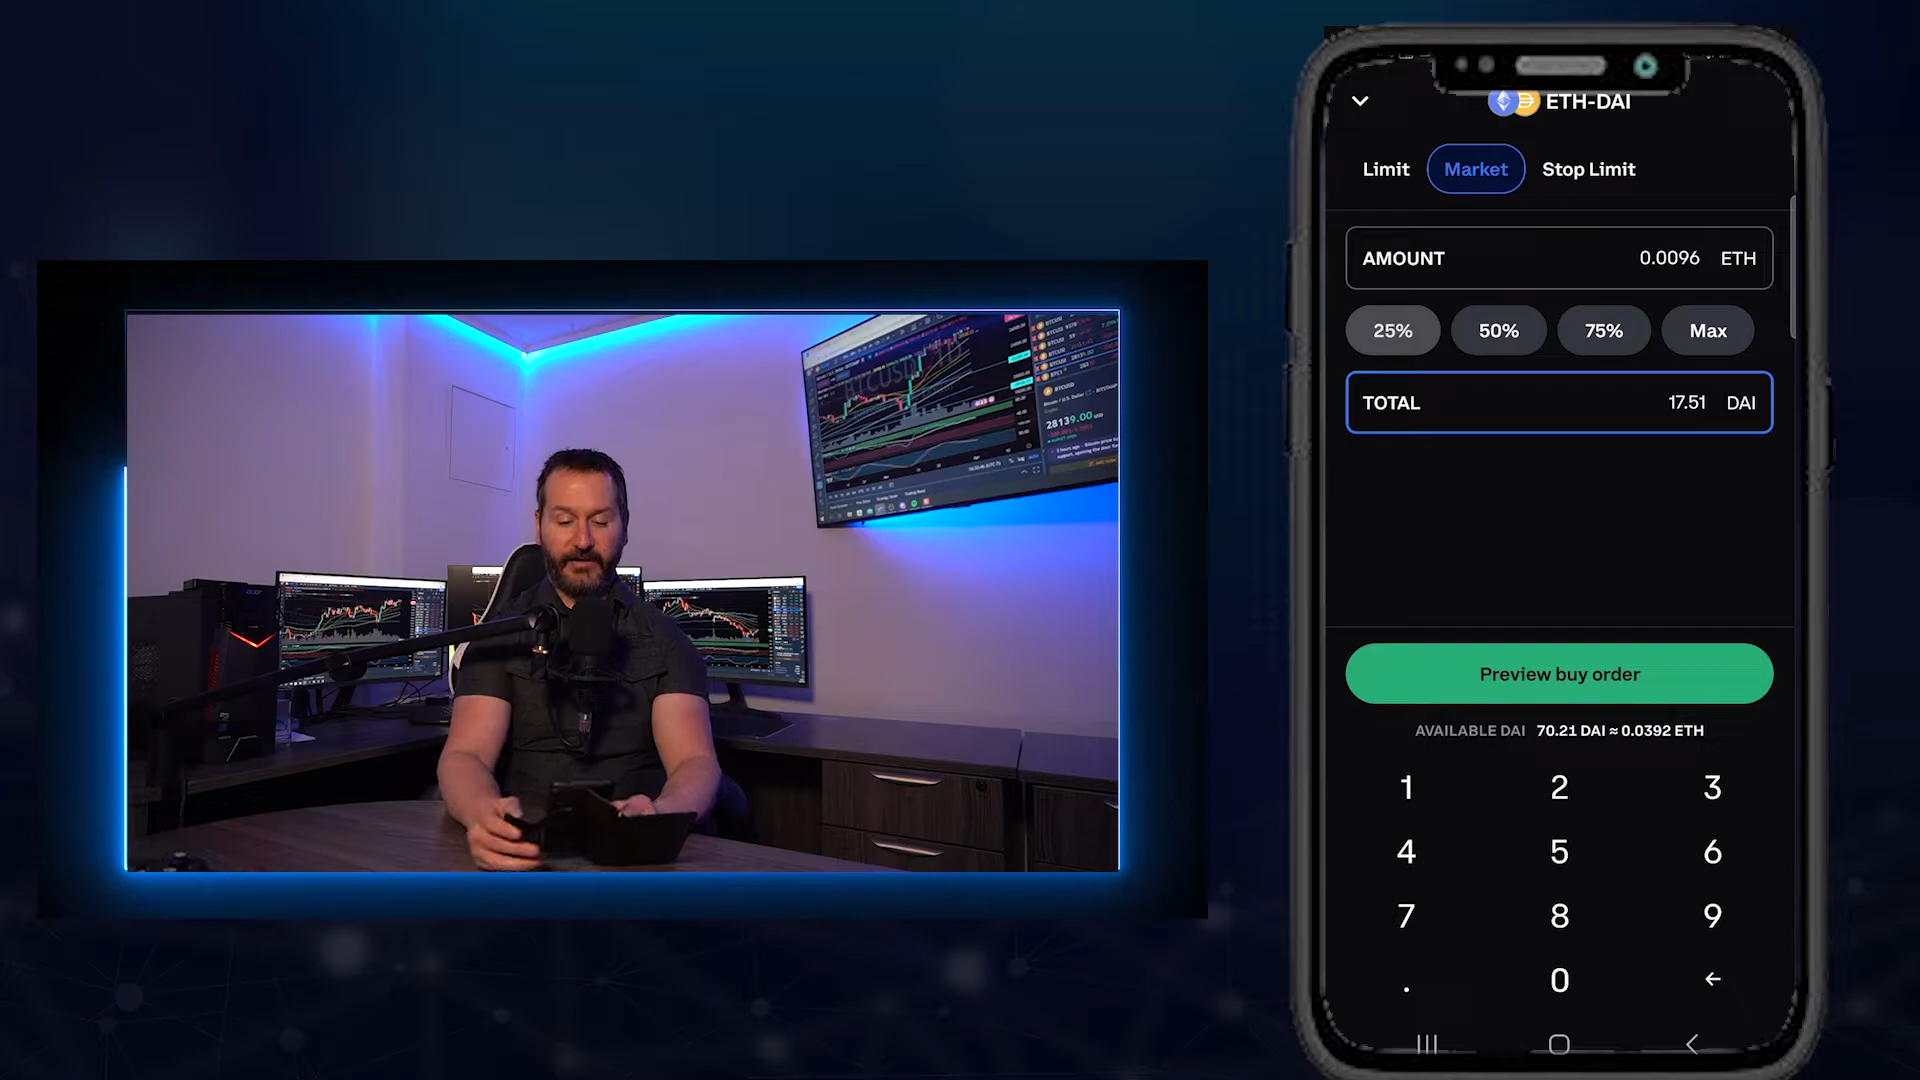 ETH-DAI
Limit Market Stop Limit
AMOUNT 0.0096 ETH
25% 50% 75% Max
TOTAL 17.51 DAI
Preview buy order
AVAILABLE DAI 70.21 DAI ≈ 0.0392 ETH
1 2 3
4 5 6
7 8 9
. 0 ←
BTCUSD
28139.00